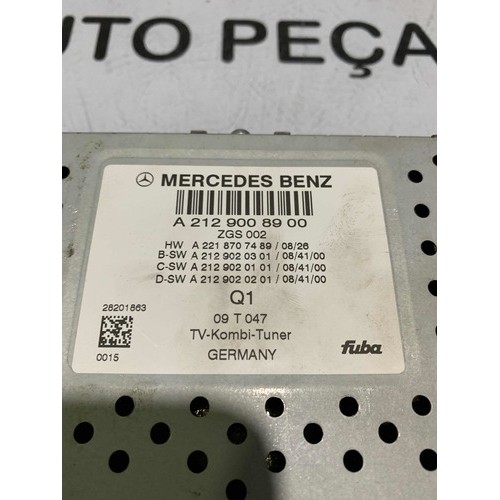 UTO PEÇA
MERCEDES BENZ
A 212 900 89 00
ZGS 002
HW A 221 870 74 89 / 08/26
B-SW A 212 902 03 01 / 08/41/00
C-SW A 212 902 01 01 / 08/41/00
D-SW A 212 902 02 01 / 08/41/00
Q1
28201863
09 T 047
TV-Kombi-Tuner
0015
GERMANY
fuba